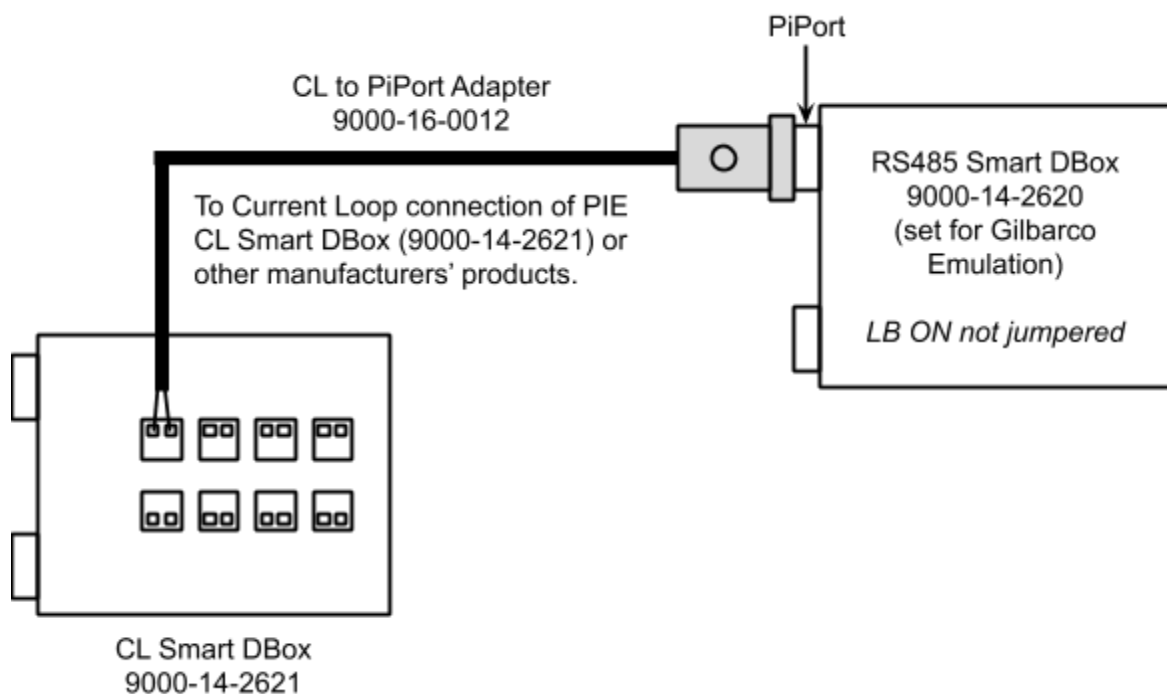 PiPort
CL to PiPort Adapter
9000-16-0012
RS485 Smart DBox
9000-14-2620
(set for Gilbarco
Emulation)
LB ON not jumpered
To Current Loop connection of PIE
CL Smart DBox (9000-14-2621) or
other manufacturers’ products.
CL Smart DBox
9000-14-2621